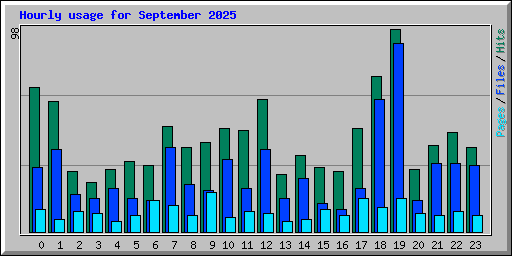 Hourly usage for September 2025
98
Pages/Files/Hits
0 1 2 3 4 5 6 7 8 9 10 11 12 13 14 15 16 17 18 19 20 21 22 23